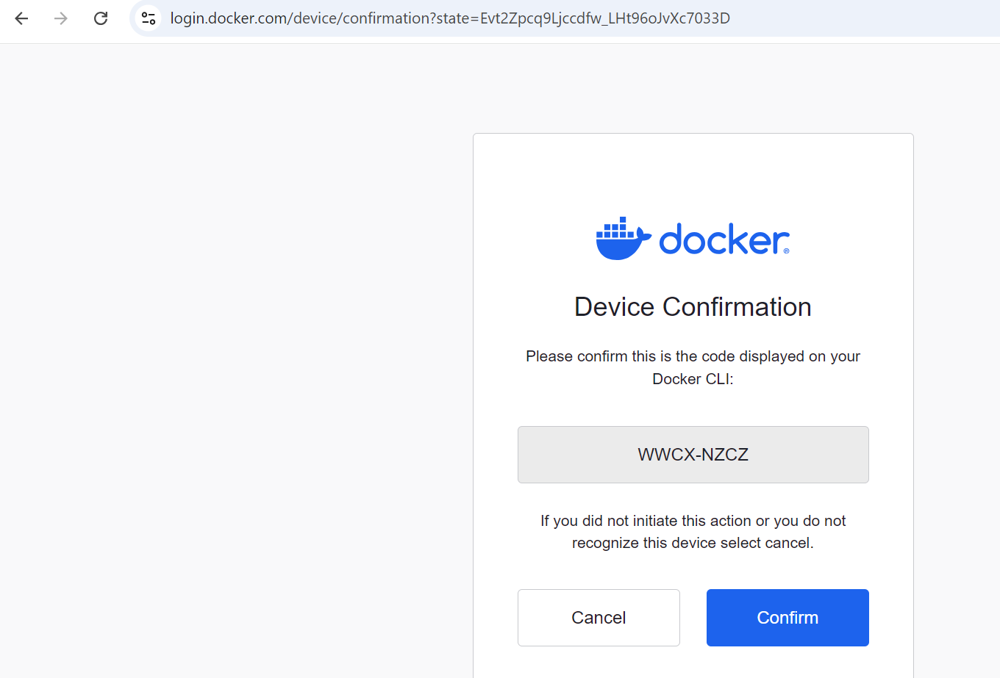 login.docker.com/device/confirmation?state=Evt2Zpcq9Ljccdfw_LHt96oJvXc7033D
docker®
Device Confirmation
Please confirm this is the code displayed on your
Docker CLI:
WWCX-NZCZ
If you did not initiate this action or you do not
recognize this device select cancel.
Cancel
Confirm